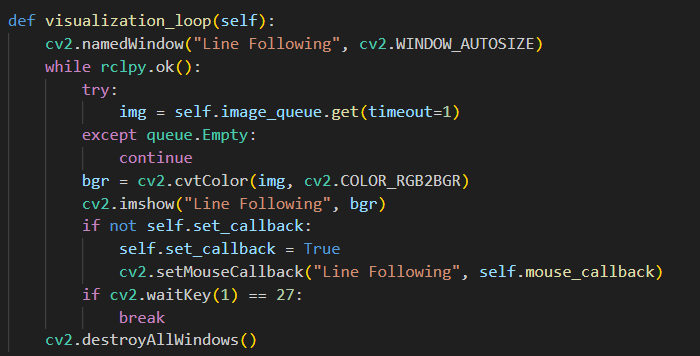 def visualization_loop(self):
    cv2.namedWindow("Line Following", cv2.WINDOW_AUTOSIZE)
    while rclpy.ok():
        try:
            img = self.image_queue.get(timeout=1)
        except queue.Empty:
            continue
        bgr = cv2.cvtColor(img, cv2.COLOR_RGB2BGR)
        cv2.imshow("Line Following", bgr)
        if not self.set_callback:
            self.set_callback = True
            cv2.setMouseCallback("Line Following", self.mouse_callback)
        if cv2.waitKey(1) == 27:
            break
    cv2.destroyAllWindows()